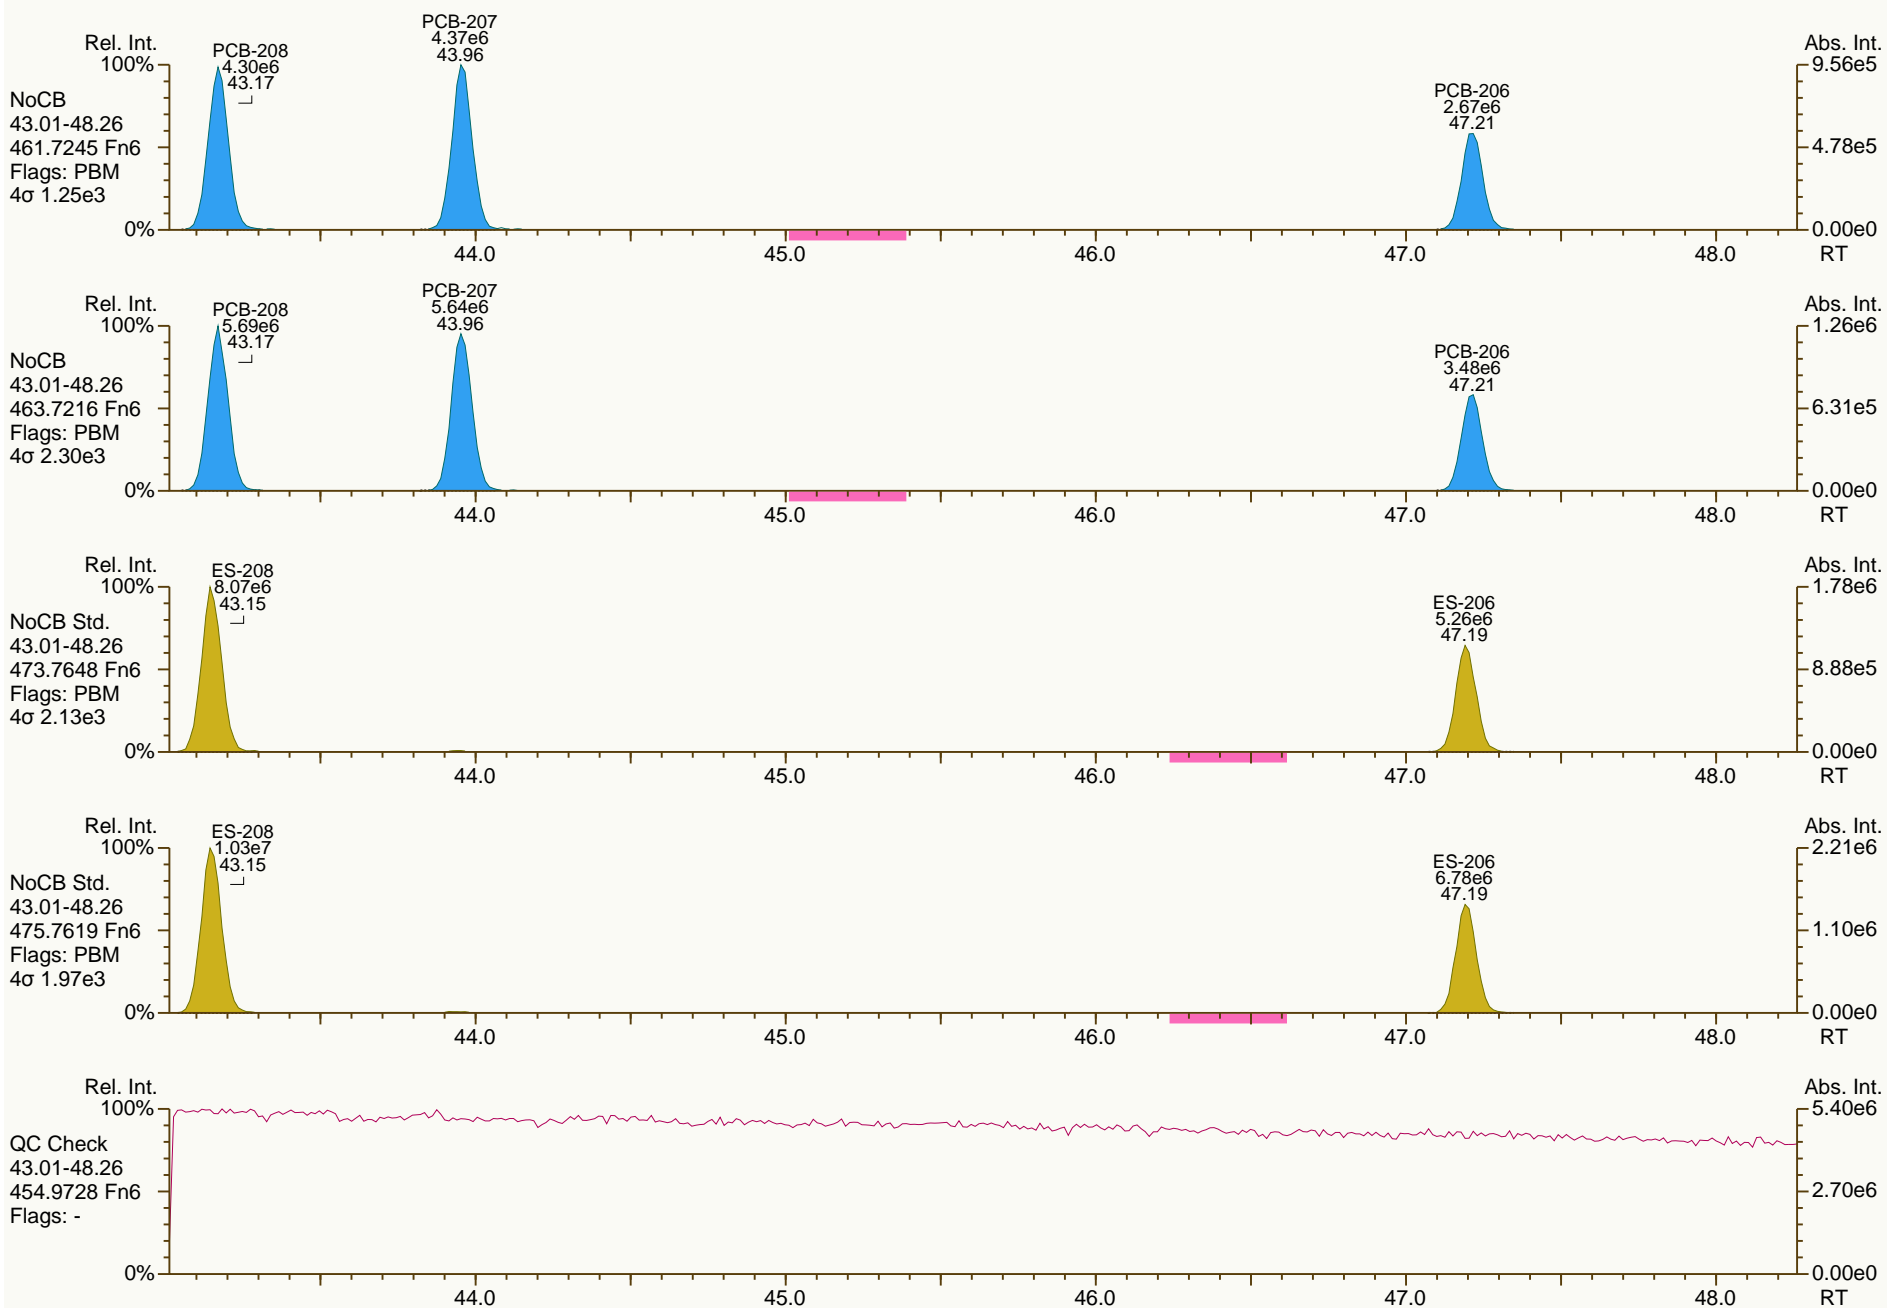 Rel. Int.
100%
0%
NoCB
43.01-48.26
461.7245 Fn6
Flags: PBM
4σ 1.25e3
PCB-208
4.30e6
43.17
PCB-207
4.37e6
43.96
PCB-206
2.67e6
47.21
Abs. Int.
9.56e5
4.78e5
0.00e0
44.0 45.0 46.0 47.0 48.0 RT
Rel. Int.
100%
0%
NoCB
43.01-48.26
463.7216 Fn6
Flags: PBM
4σ 2.30e3
PCB-208
5.69e6
43.17
PCB-207
5.64e6
43.96
PCB-206
3.48e6
47.21
Abs. Int.
1.26e6
6.31e5
0.00e0
44.0 45.0 46.0 47.0 48.0 RT
Rel. Int.
100%
0%
NoCB Std.
43.01-48.26
473.7648 Fn6
Flags: PBM
4σ 2.13e3
ES-208
8.07e6
43.15
ES-206
5.26e6
47.19
Abs. Int.
1.78e6
8.88e5
0.00e0
44.0 45.0 46.0 47.0 48.0 RT
Rel. Int.
100%
0%
NoCB Std.
43.01-48.26
475.7619 Fn6
Flags: PBM
4σ 1.97e3
ES-208
1.03e7
43.15
ES-206
6.78e6
47.19
Abs. Int.
2.21e6
1.10e6
0.00e0
44.0 45.0 46.0 47.0 48.0 RT
Rel. Int.
100%
0%
QC Check
43.01-48.26
454.9728 Fn6
Flags: -
Abs. Int.
5.40e6
2.70e6
0.00e0
44.0 45.0 46.0 47.0 48.0 RT